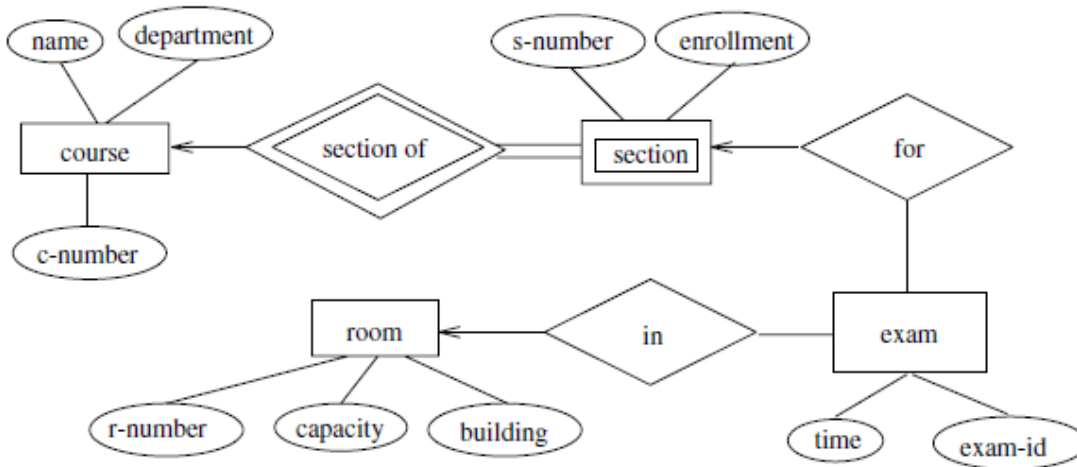 name
department
s-number
enrollment
course
section of
section
for
c-number
room
in
exam
r-number
capacity
building
time
exam-id